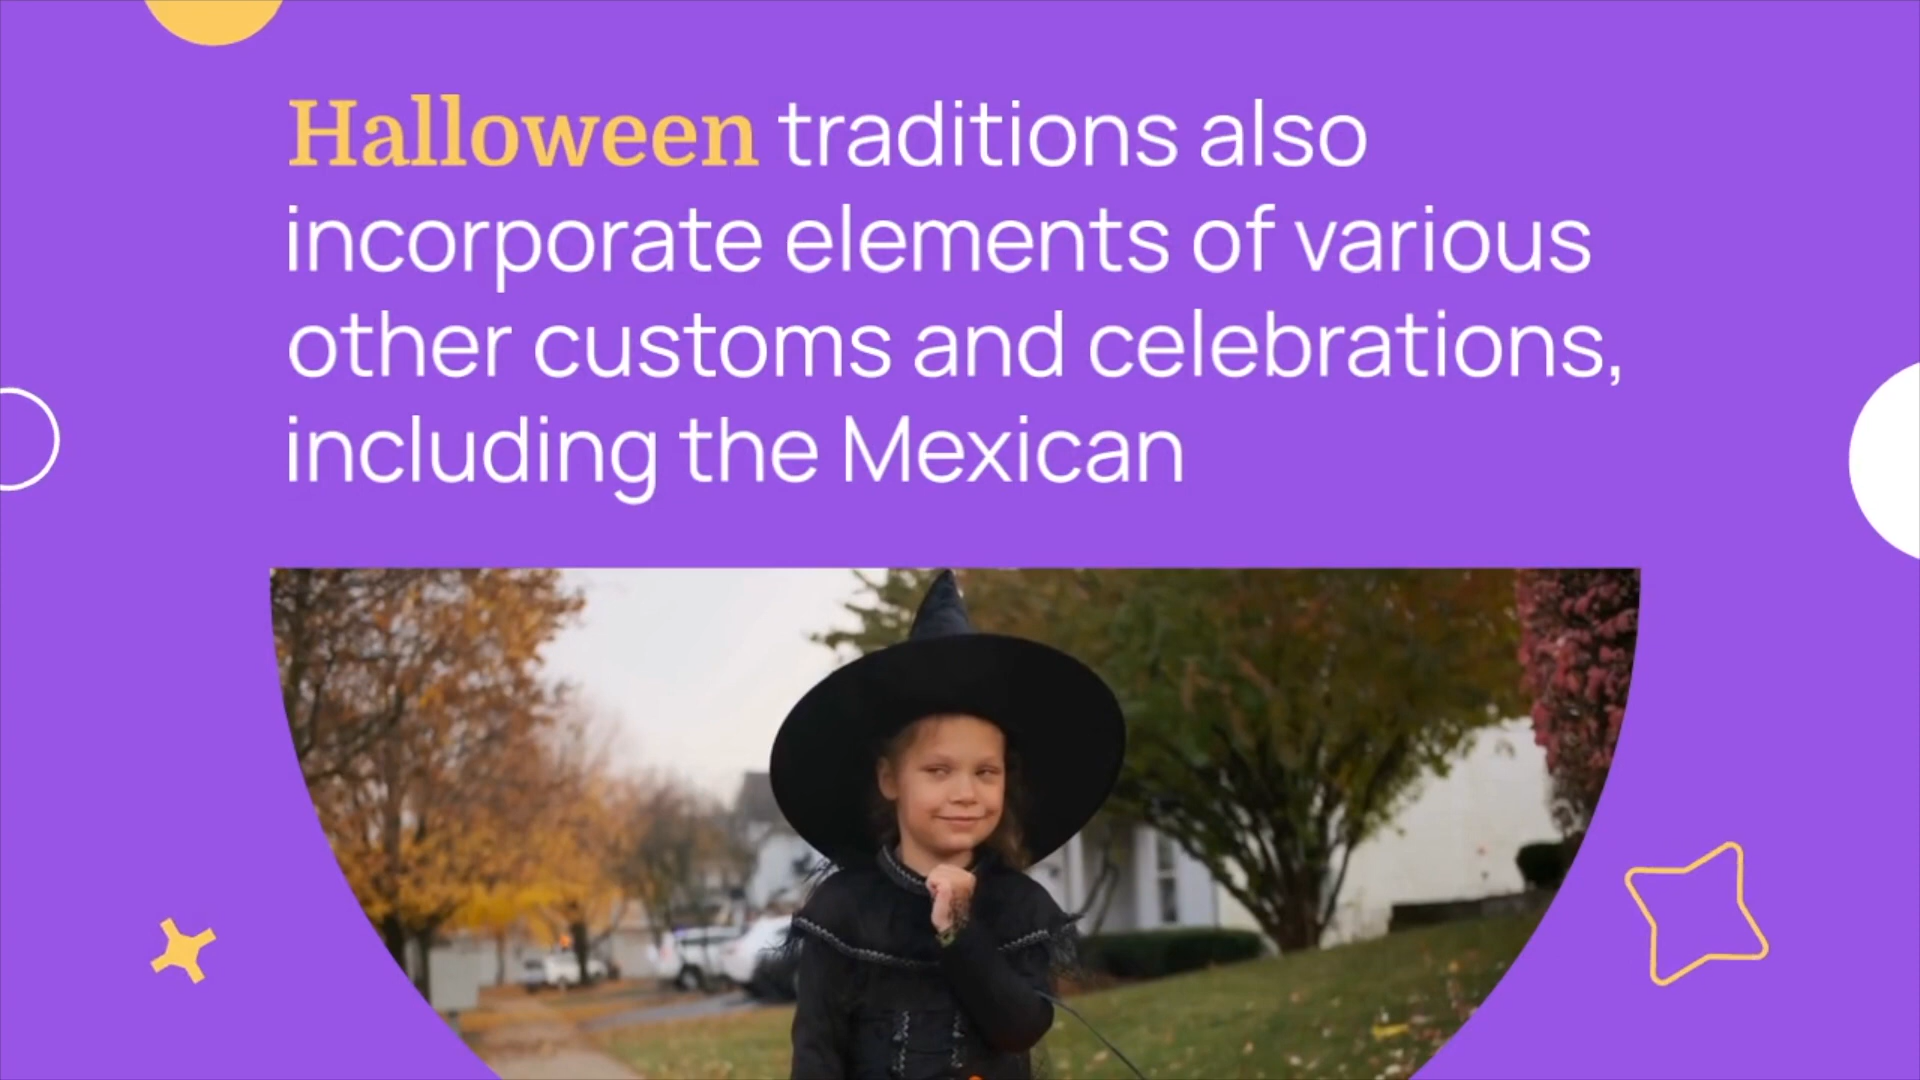 Halloween traditions also
incorporate elements of various
other customs and celebrations,
including the Mexican